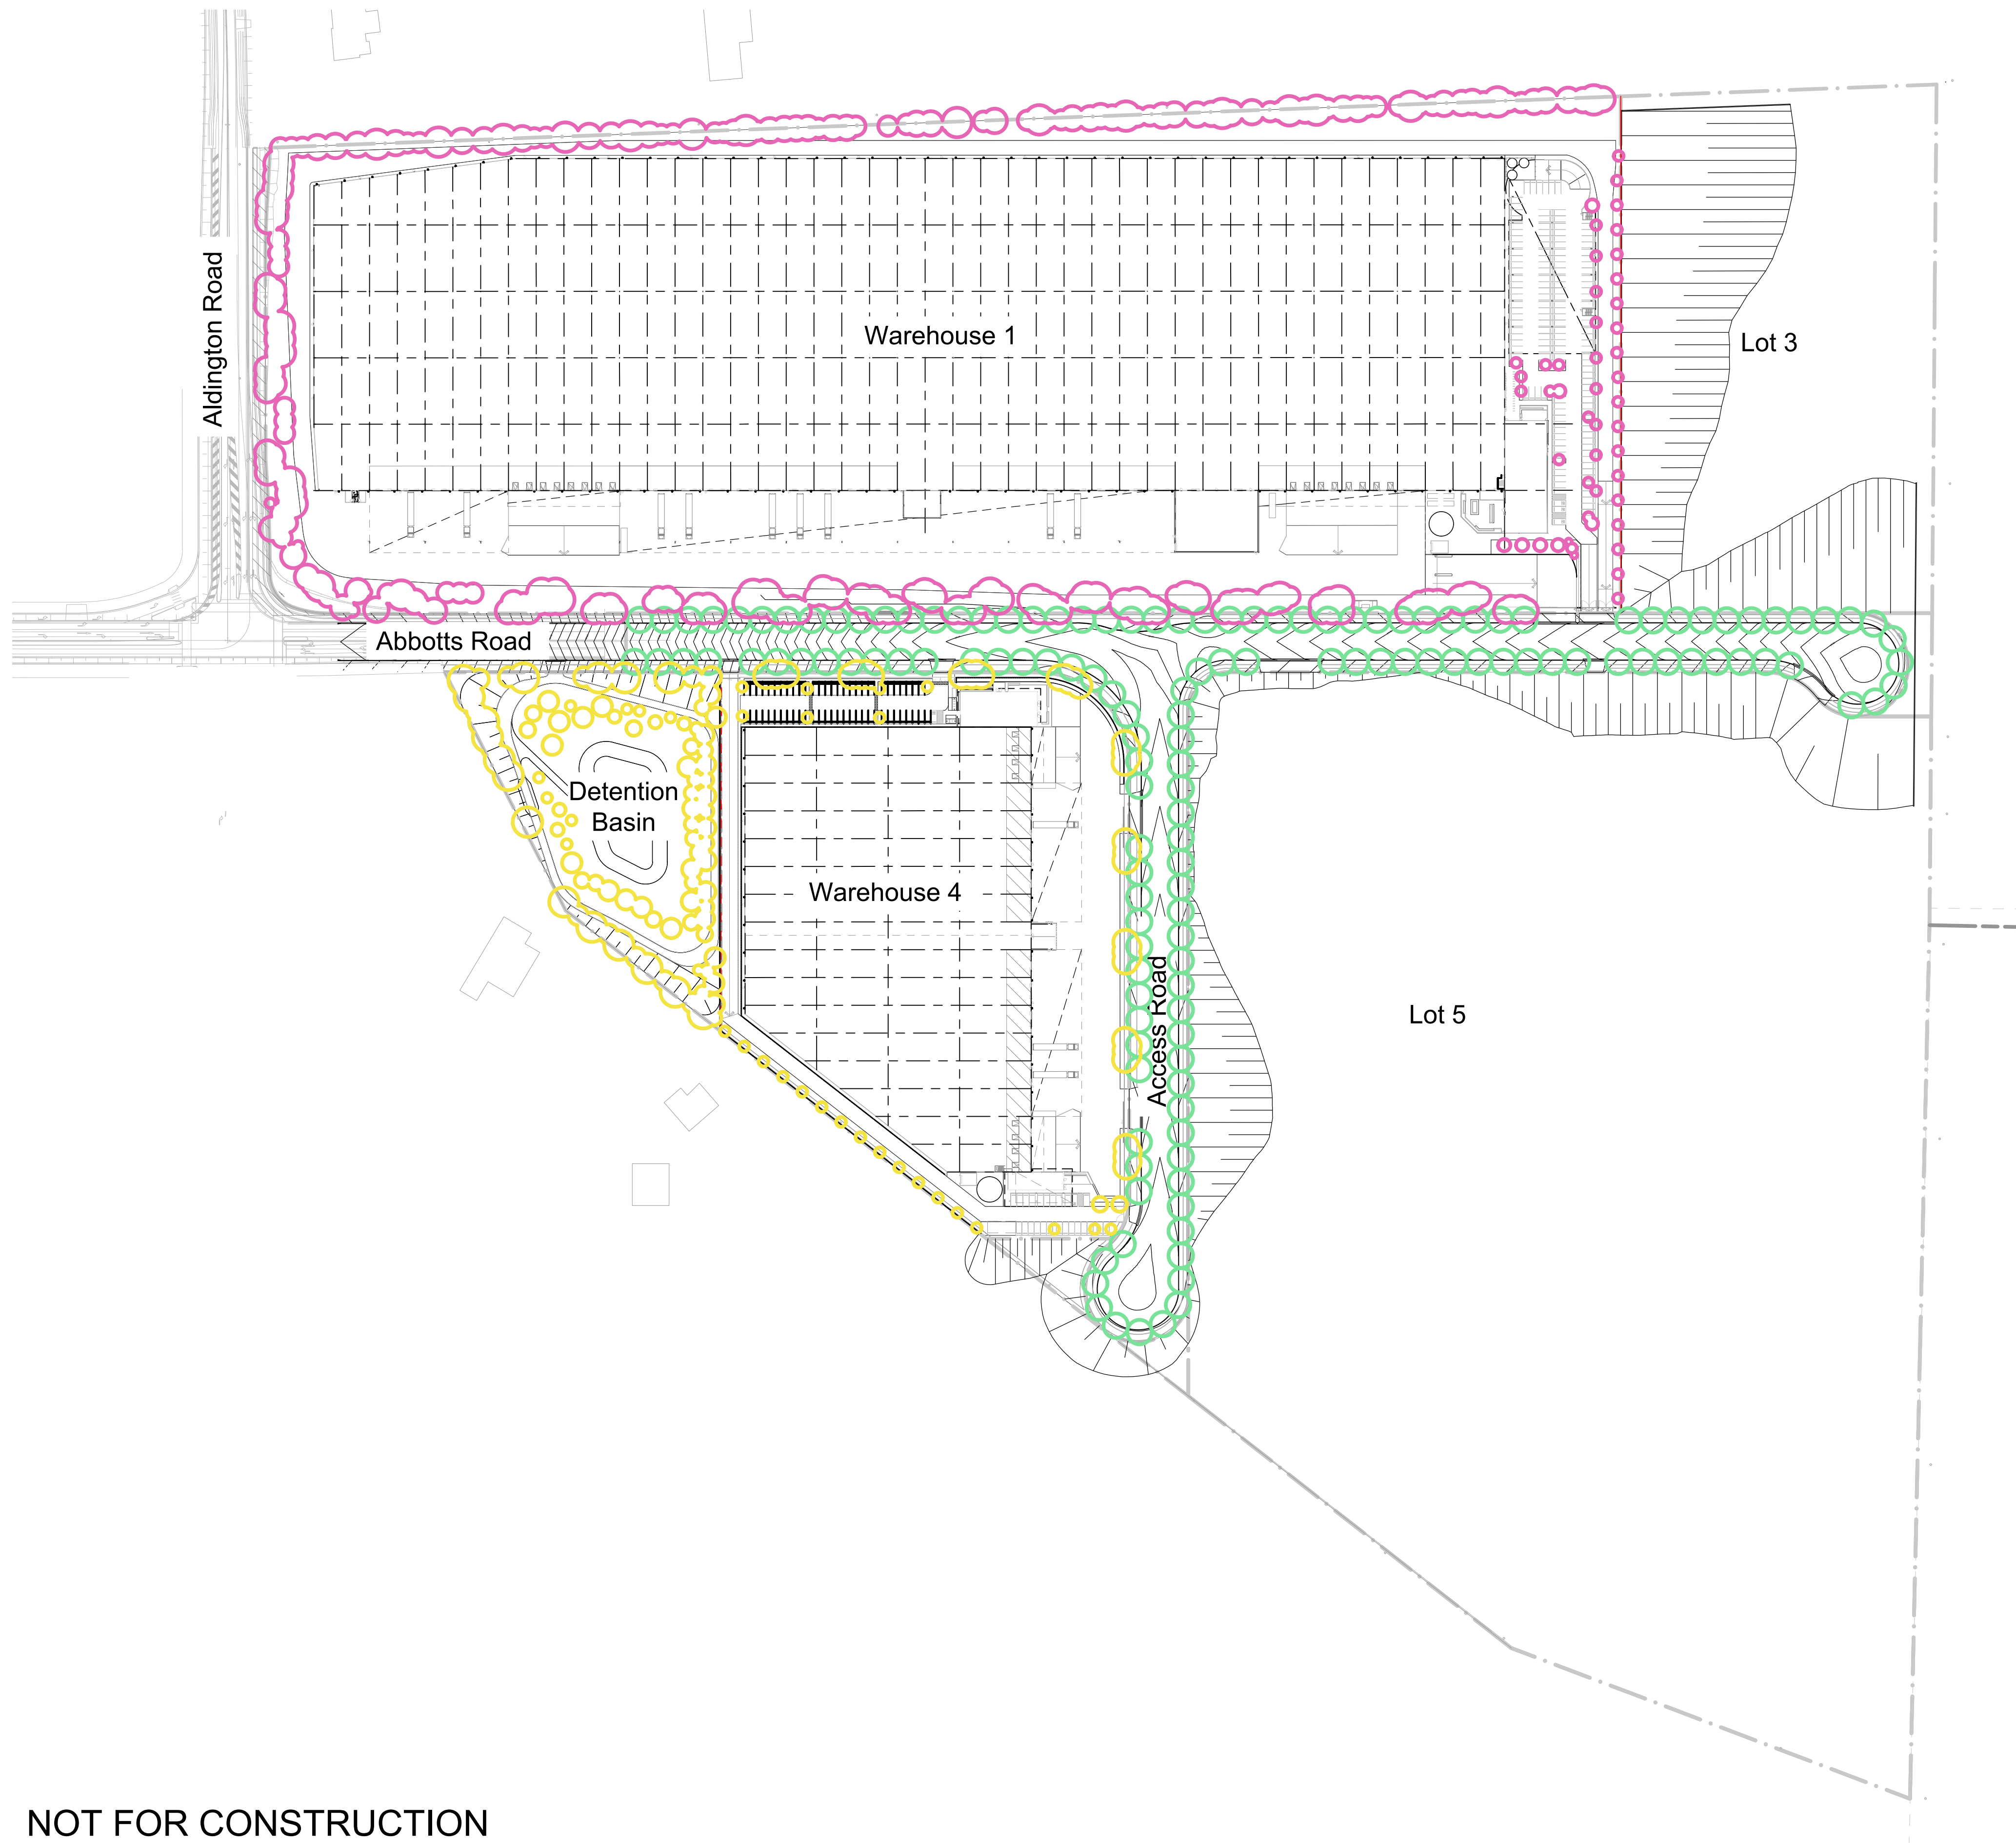 Aldington Road
Warehouse 1
Lot 3
Abbotts Road
Detention
Basin
Warehouse 4
Access Road
Lot 5
NOT FOR CONSTRUCTION